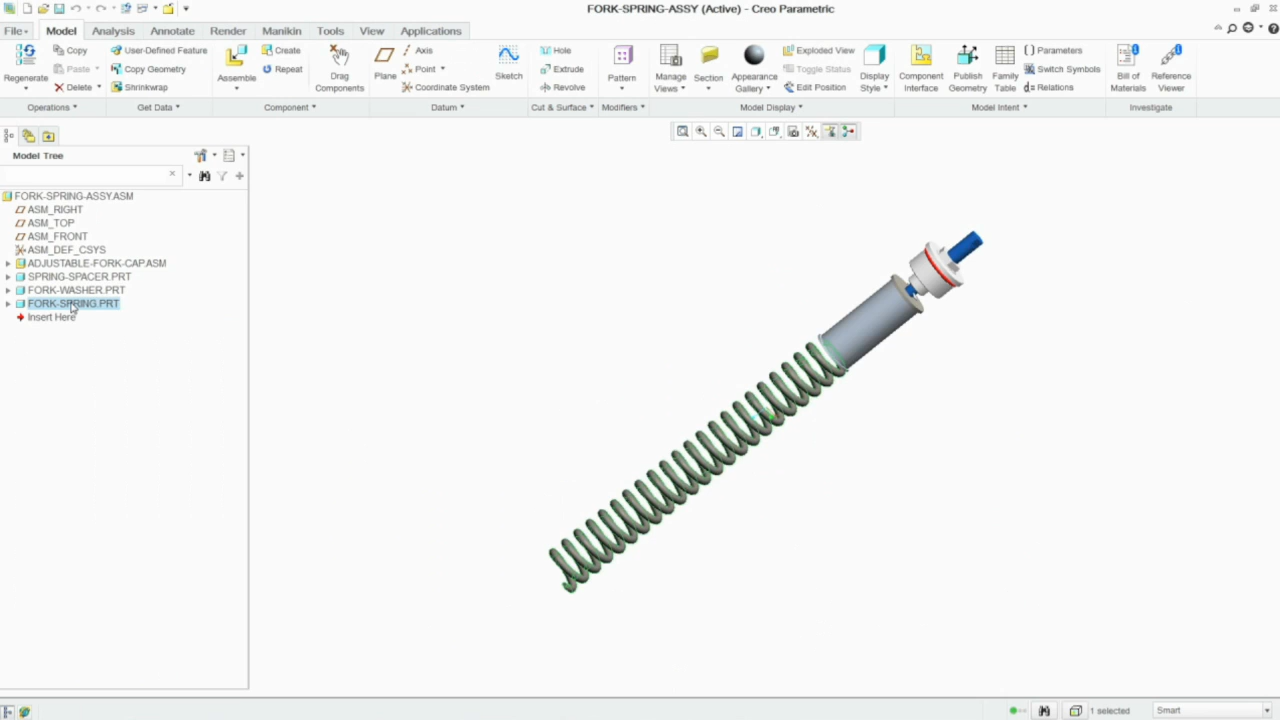 FORK-SPRING-ASSY (Active) - Creo Parametric
File Model Analysis Annotate Render Manikin Tools View Applications
Regenerate
Copy
Paste
Delete
Operations
User-Defined Feature
Copy Geometry
Shrinkwrap
Get Data
Assemble
Create
Repeat
Drag
Components
Component
Plane
Axis
Point
Coordinate System
Sketch
Datum
Hole
Extrude
Revolve
Cut & Surface
Pattern
Modifiers
Manage
Views
Section
Appearance
Gallery
Exploded View
Toggle Status
Edit Position
Display
Style
Model Display
Component
Interface
Publish
Geometry
Family
Table
Parameters
Switch Symbols
Relations
Model Intent
Bill of
Materials
Reference
Viewer
Investigate
Model Tree
FORK-SPRING-ASSY.ASM
ASM_RIGHT
ASM_TOP
ASM_FRONT
ASM_DEF_CSYS
ADJUSTABLE-FORK-CAP.ASM
SPRING-SPACER.PRT
FORK-WASHER.PRT
FORK-SPRING.PRT
Insert Here
1 selected
Smart